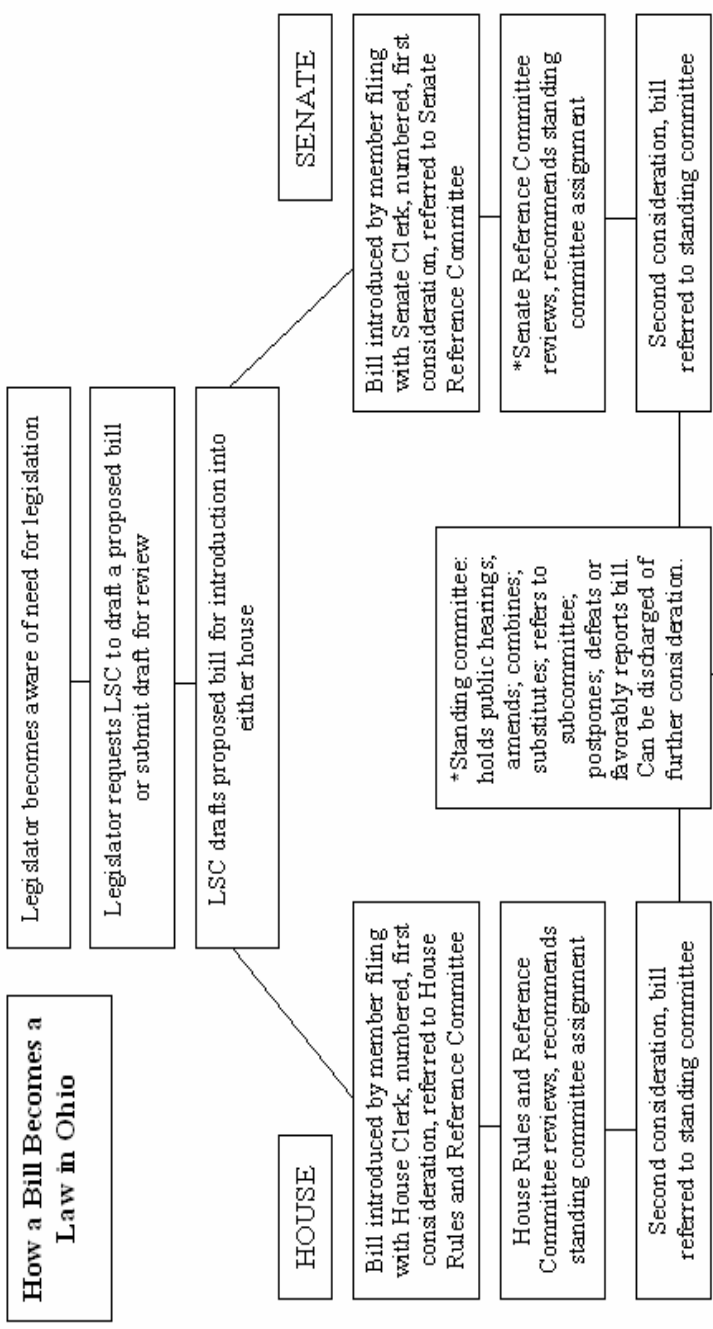 How a Bill Becomes a
Law in Ohio
Legislator becomes aware of need for legislation
Legislator requests LSC to draft a proposed bill
or submit draft for review
LSC drafts proposed bill for introduction into
either house
HOUSE
Bill introduced by member filing
with House Clerk, numbered, first
consideration, referred to House
Rules and Reference Committee
House Rules and Reference
Committee reviews, recommends
standing committee assignment
Second consideration, bill
referred to standing committee
*Standing committee:
holds public hearings;
amends; combines;
substitutes; refers to
subcommittee;
postpones, defeats or
favorably reports bill.
Can be discharged of
further consideration.
SENATE
Bill introduced by member filing
with Senate Clerk, numbered, first
consideration, referred to Senate
Reference Committee
*Senate Reference Committee
reviews, recommends standing
committee assignment
Second consideration, bill
referred to standing committee